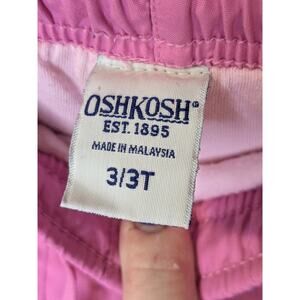 OSHKOSH®
EST. 1895
MADE IN MALAYSIA
3/3T